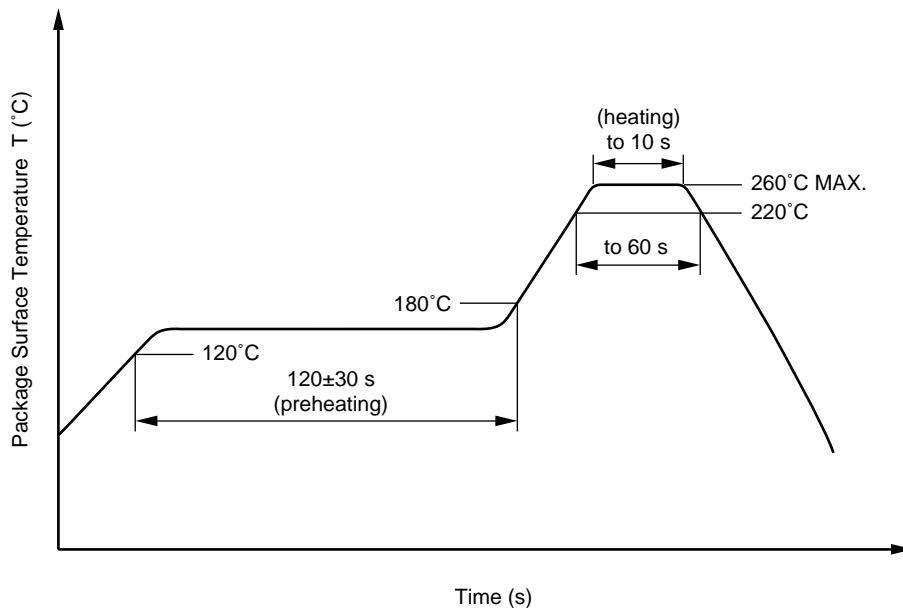 Package Surface Temperature T (˚C)
(heating)
to 10 s
260˚C MAX.
220˚C
to 60 s
180˚C
120˚C
120±30 s
(preheating)
Time (s)